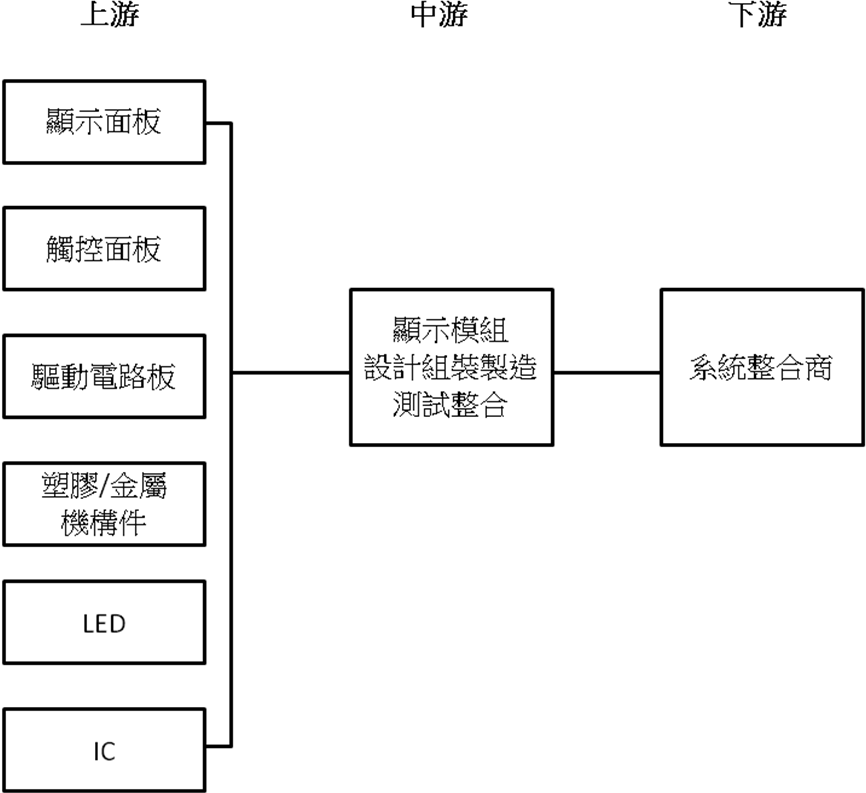 上游 中游 下游
顯示面板
觸控面板
驅動電路板
塑膠/金屬
機構件
LED
IC
顯示模組
設計組裝製造
測試整合
系統整合商